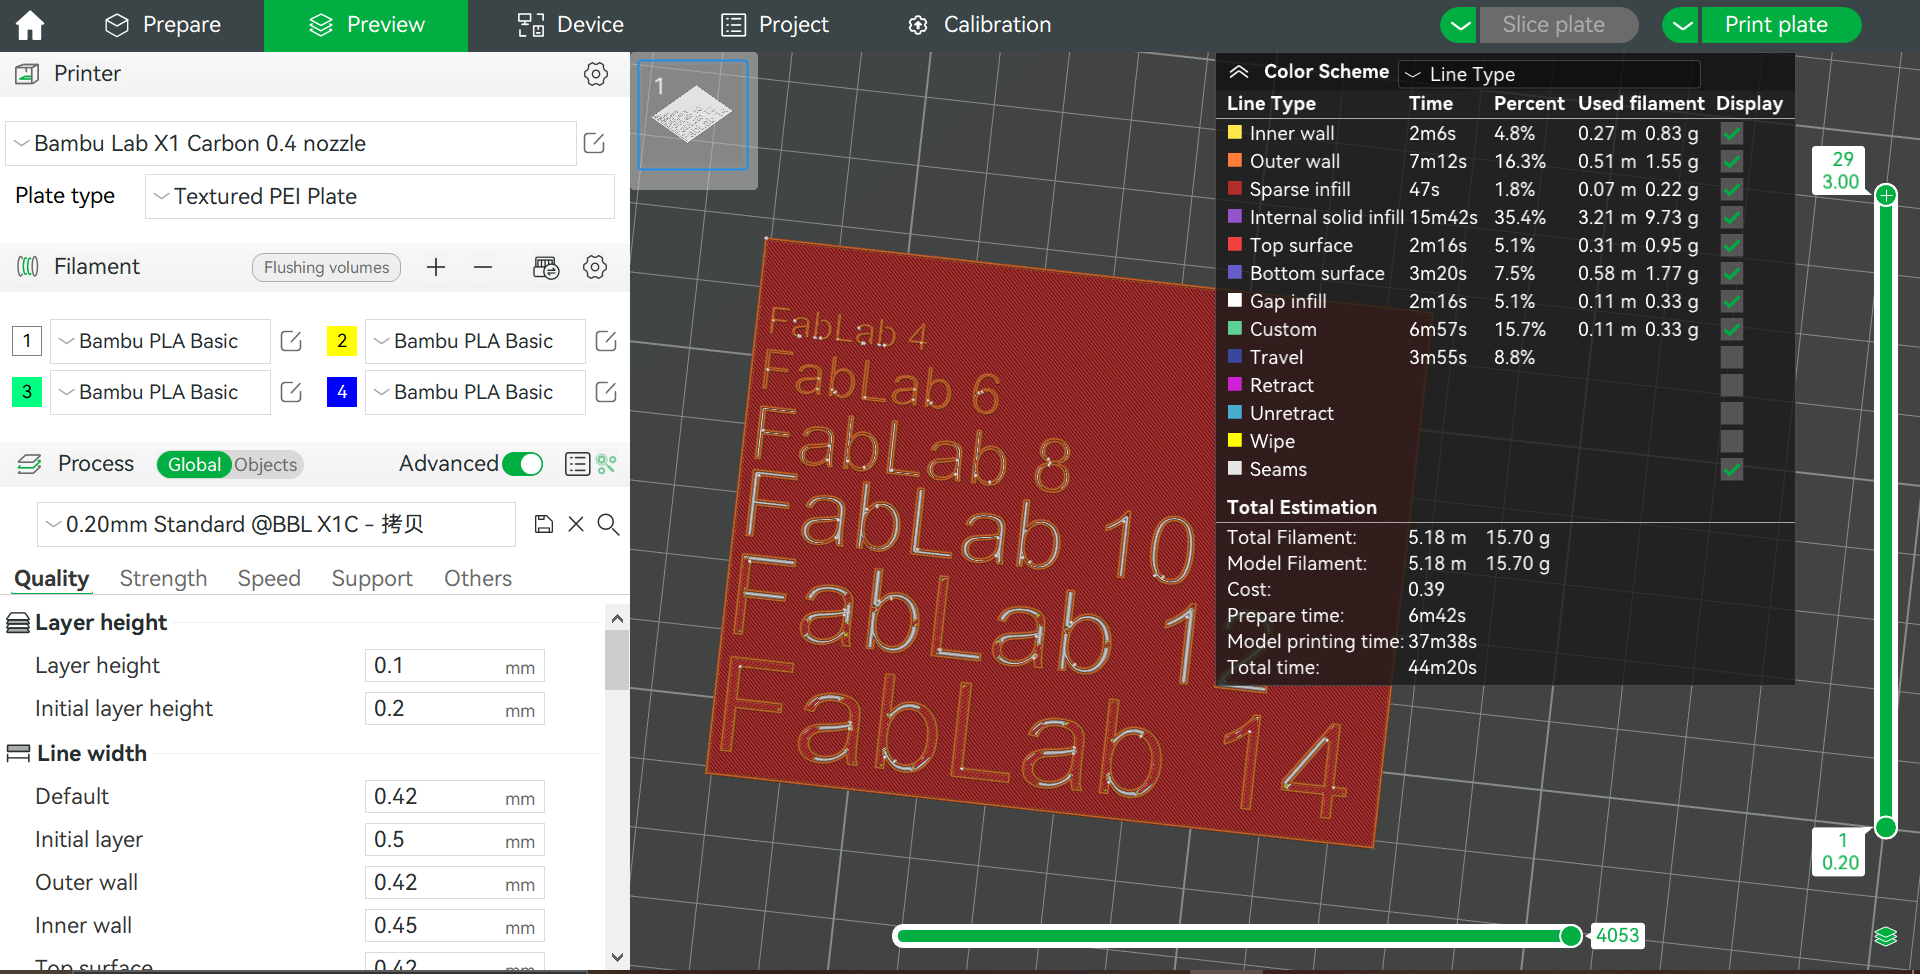 Prepare Preview Device Project Calibration Slice plate Print plate
Printer
Bambu Lab X1 Carbon 0.4 nozzle
Plate type Textured PEI Plate
Filament Flushing volumes
1 Bambu PLA Basic 2 Bambu PLA Basic
3 Bambu PLA Basic 4 Bambu PLA Basic
Process Global Objects Advanced
0.20mm Standard @BBL X1C - 拷贝
Quality Strength Speed Support Others
Layer height
Layer height 0.1 mm
Initial layer height 0.2 mm
Line width
Default 0.42 mm
Initial layer 0.5 mm
Outer wall 0.42 mm
Inner wall 0.45 mm
Top surface 0.42 mm
1
FabLab 4
FabLab 6
FabLab 8
FabLab 10
FabLab 12
FabLab 14
Color Scheme Line Type
Line Type Time Percent Used filament Display
Inner wall 2m6s 4.8% 0.27 m 0.83 g
Outer wall 7m12s 16.3% 0.51 m 1.55 g
Sparse infill 47s 1.8% 0.07 m 0.22 g
Internal solid infill 15m42s 35.4% 3.21 m 9.73 g
Top surface 2m16s 5.1% 0.31 m 0.95 g
Bottom surface 3m20s 7.5% 0.58 m 1.77 g
Gap infill 2m16s 5.1% 0.11 m 0.33 g
Custom 6m57s 15.7% 0.11 m 0.33 g
Travel 3m55s 8.8%
Retract
Unretract
Wipe
Seams
Total Estimation
Total Filament: 5.18 m 15.70 g
Model Filament: 5.18 m 15.70 g
Cost: 0.39
Prepare time: 6m42s
Model printing time: 37m38s
Total time: 44m20s
29
3.00
1
0.20
4053